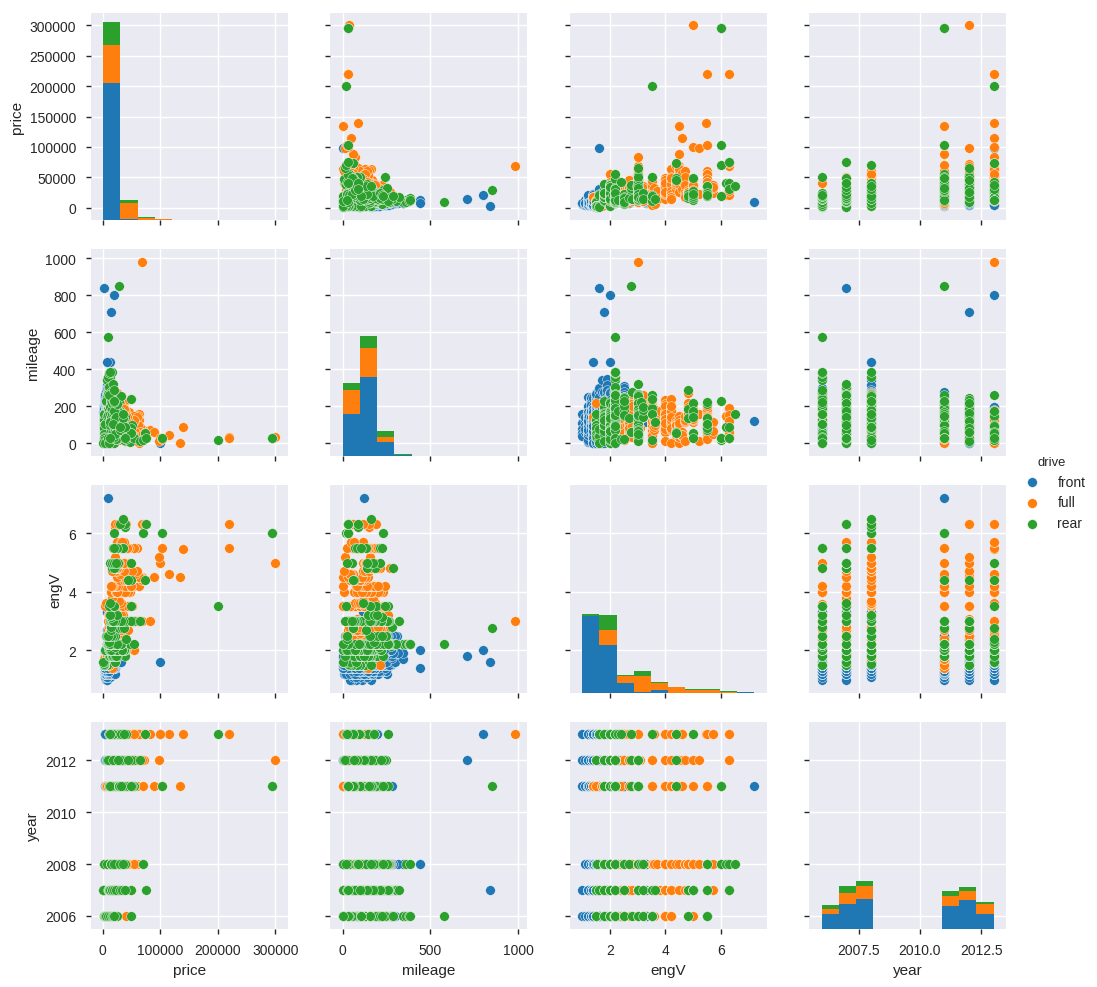 300000
250000
200000
150000
100000
50000
0
price
1000
800
600
400
200
0
mileage
drive
front
full
rear
6
4
2
engV
2012
2010
2008
2006
year
0 100000 200000 300000
0 500 1000
2 4 6
2007.5 2010.0 2012.5
price
mileage
engV
year